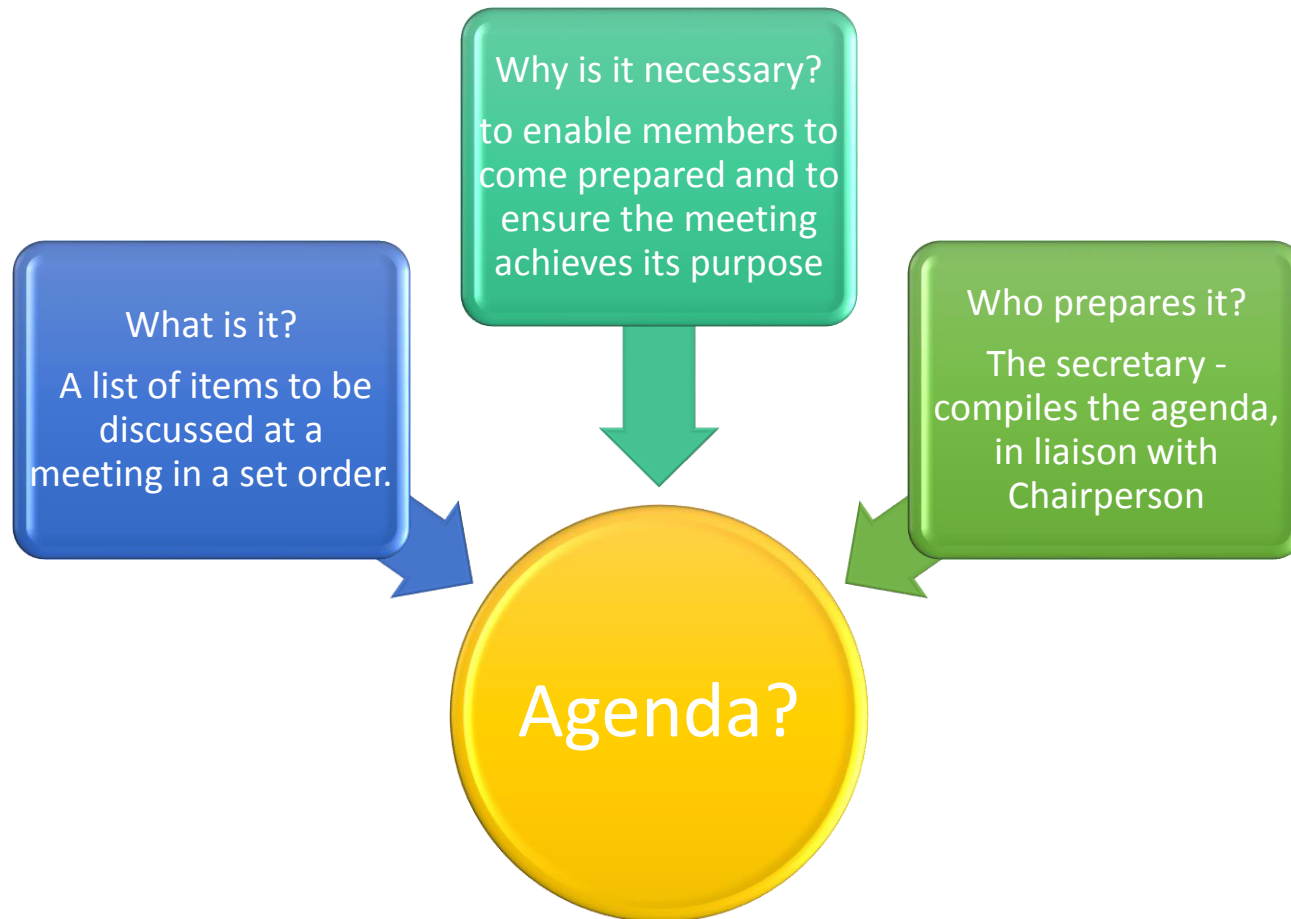 What is it?
A list of items to be
discussed at a
meeting in a set order.
Why is it necessary?
to enable members to
come prepared and to
ensure the meeting
achieves its purpose
Who prepares it?
The secretary -
compiles the agenda,
in liaison with
Chairperson
Agenda?